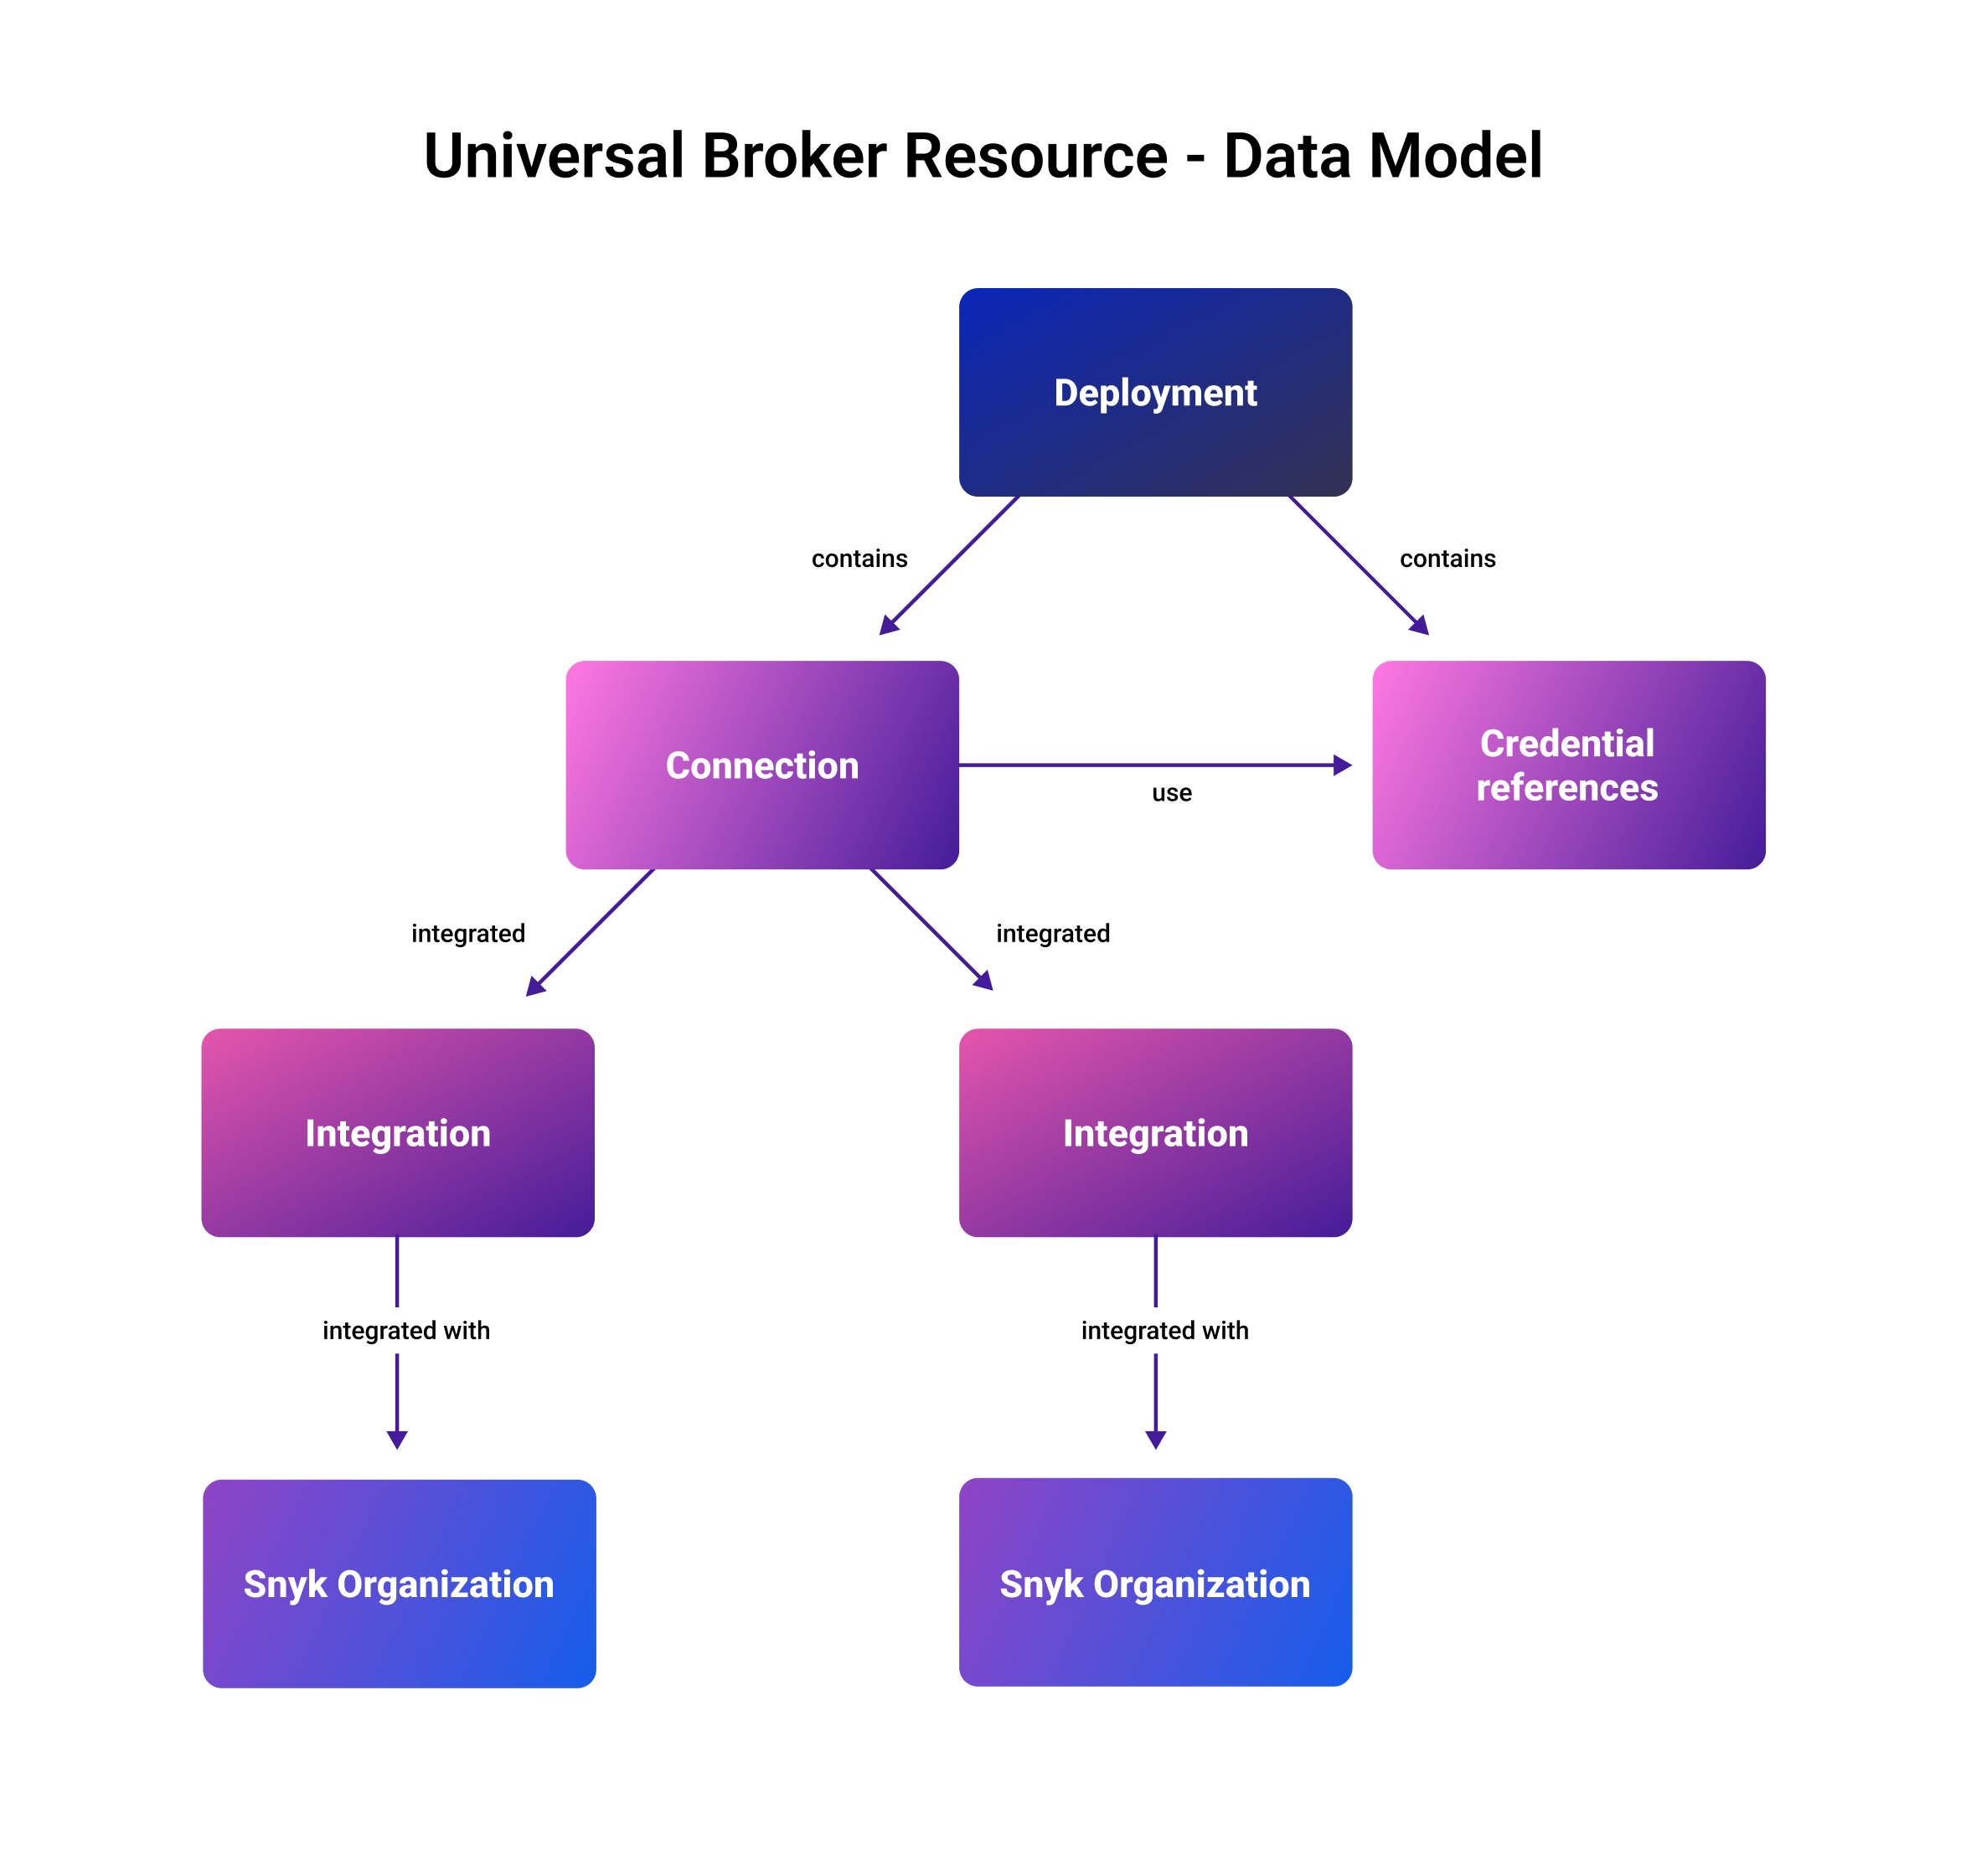 Universal Broker Resource - Data Model
Deployment
contains
contains
Connection
use
Credential
references
integrated
integrated
Integration
Integration
integrated with
integrated with
Snyk Organization
Snyk Organization